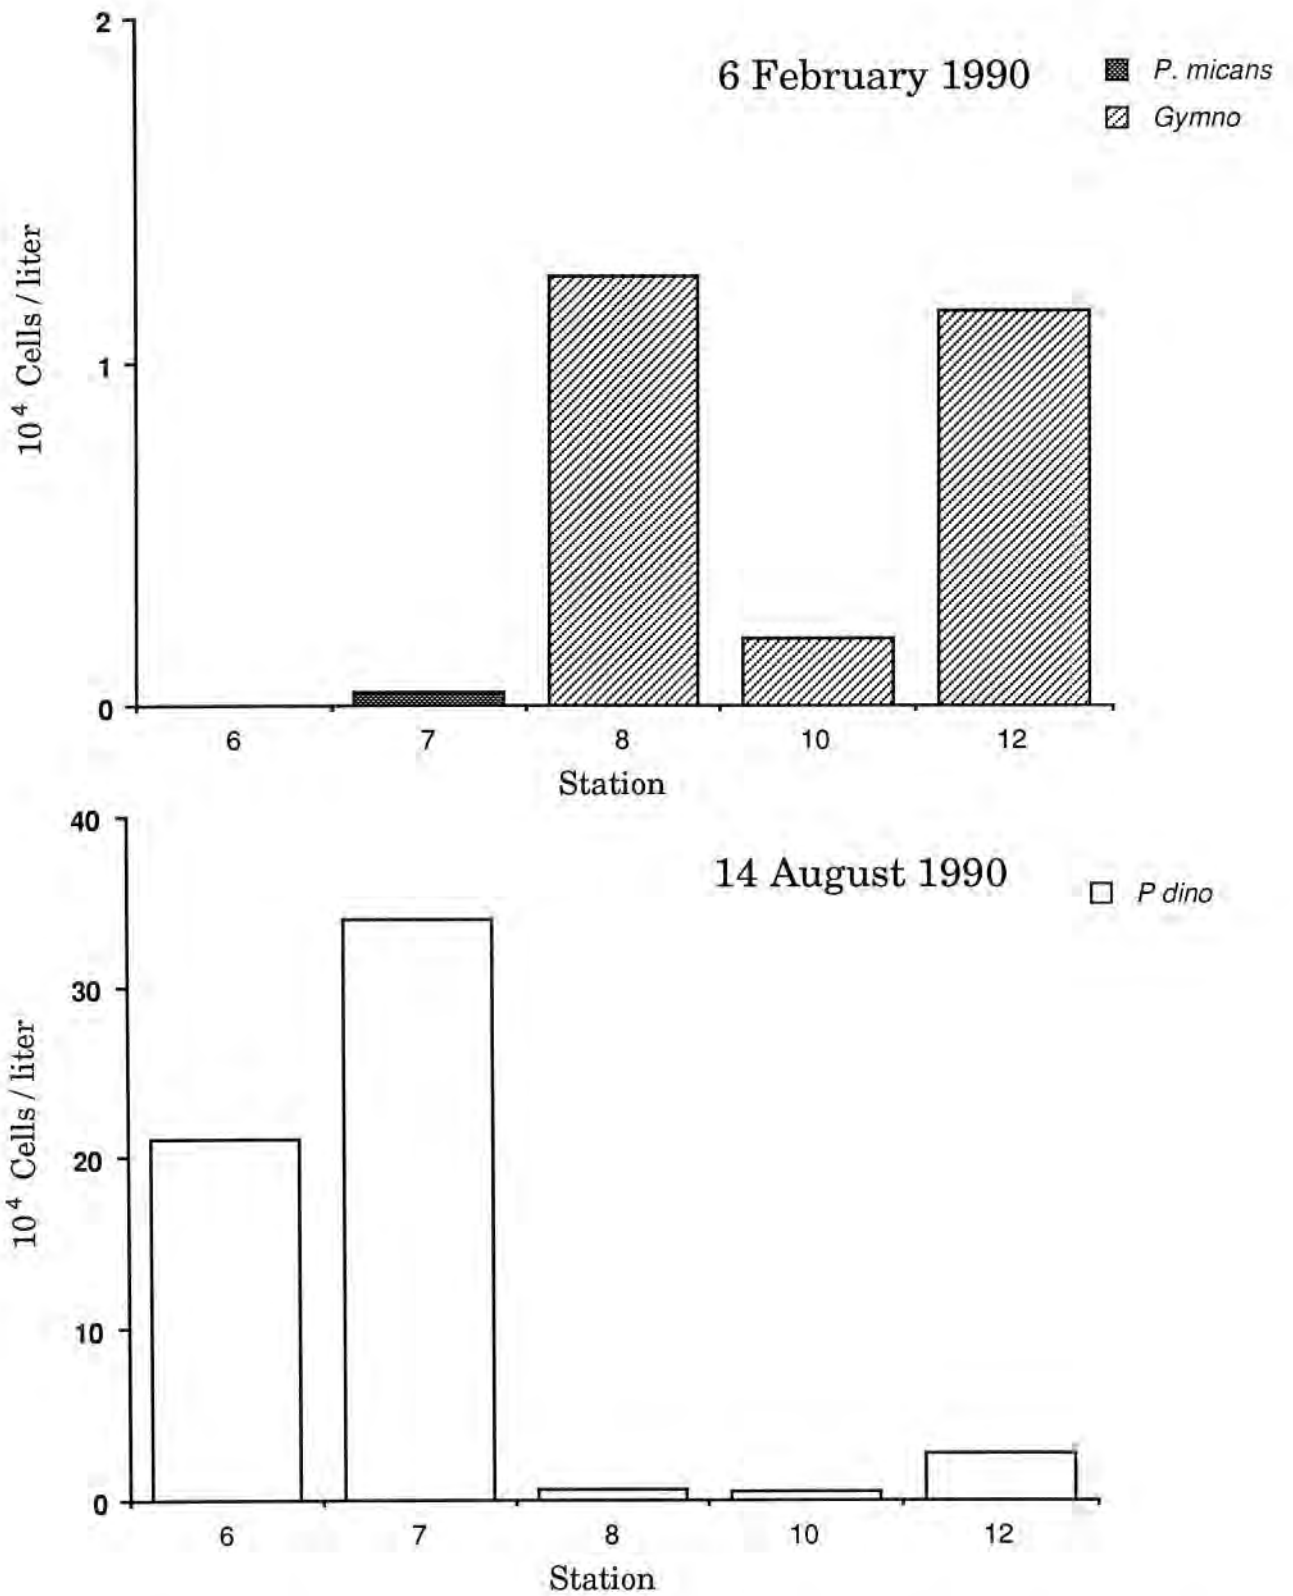 6 February 1990
P. micans
Gymno
10⁴ Cells / liter
2
1
0
6 7 8 10 12
Station
14 August 1990
P dino
10⁴ Cells / liter
40
30
20
10
0
6 7 8 10 12
Station